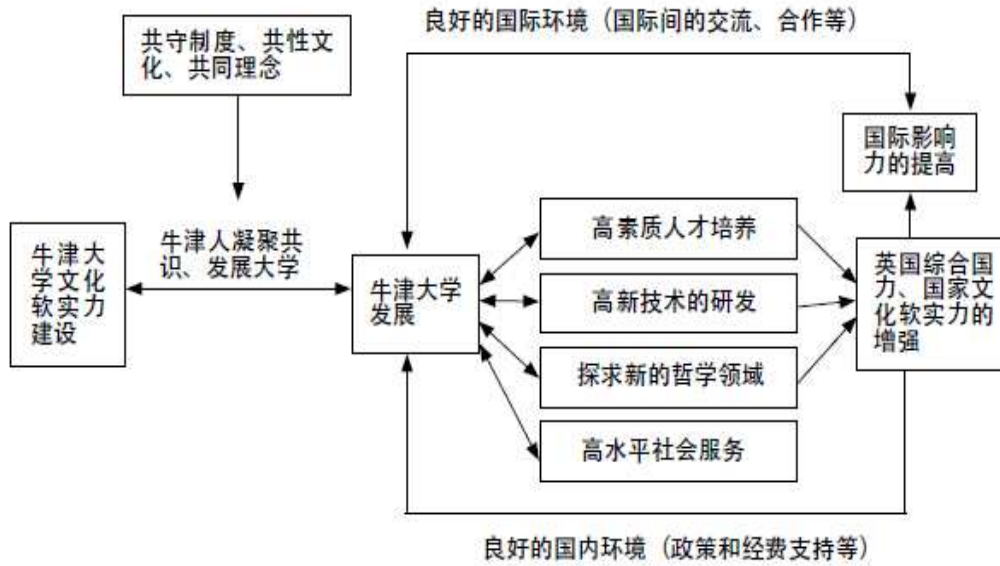 良好的国际环境（国际间的交流、合作等）
共守制度、共性文
化、共同理念
国际影响
力的提高
牛津大
学文化
软实力
建设
牛津人凝聚共
识、发展大学
牛津大学
发展
高素质人才培养
高新技术的研发
探求新的哲学领域
高水平社会服务
英国综合国
力、国家文
化软实力的
增强
良好的国内环境（政策和经费支持等）